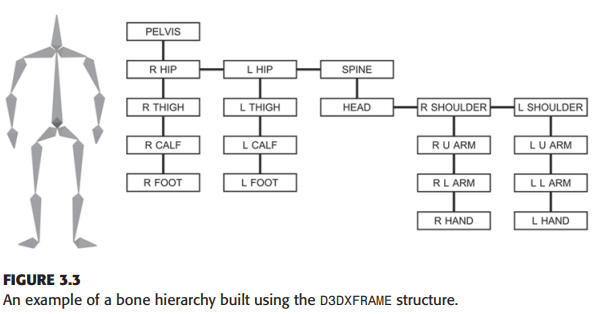 PELVIS
R HIP L HIP SPINE
R THIGH L THIGH HEAD R SHOULDER L SHOULDER
R CALF L CALF R U ARM L U ARM
R FOOT L FOOT R L ARM L L ARM
R HAND L HAND
FIGURE 3.3
An example of a bone hierarchy built using the D3DXFRAME structure.